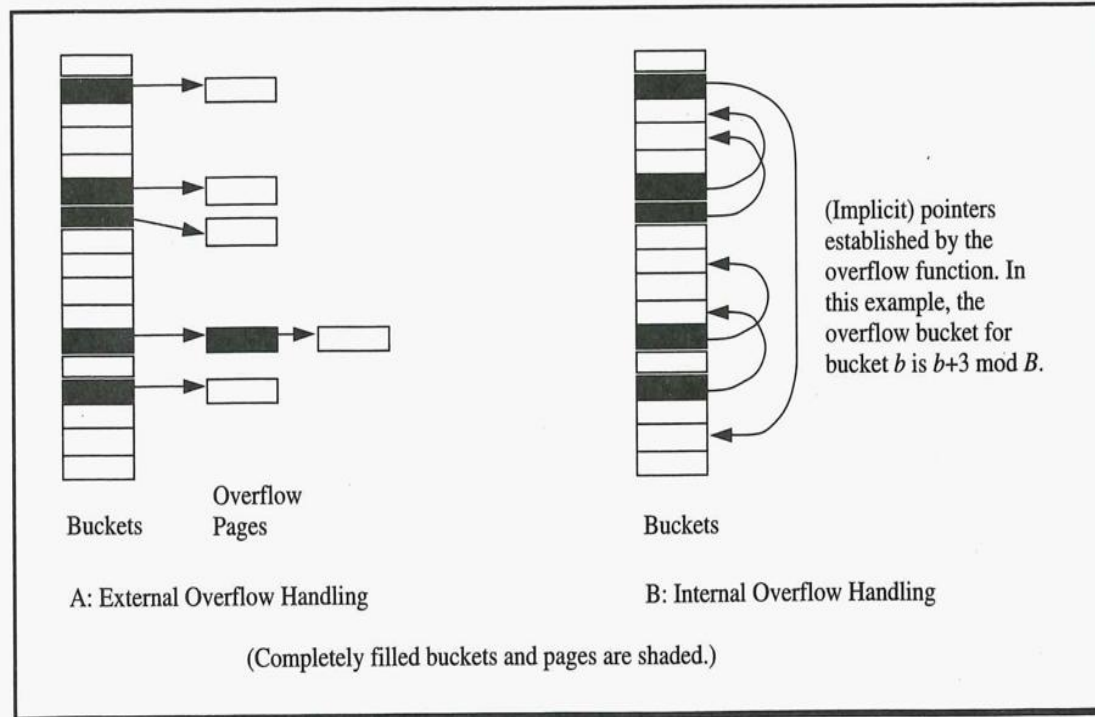 (Implicit) pointers
established by the
overflow function. In
this example, the
overflow bucket for
bucket b is b+3 mod B.
Overflow
Buckets Pages
Buckets
A: External Overflow Handling
B: Internal Overflow Handling
(Completely filled buckets and pages are shaded.)